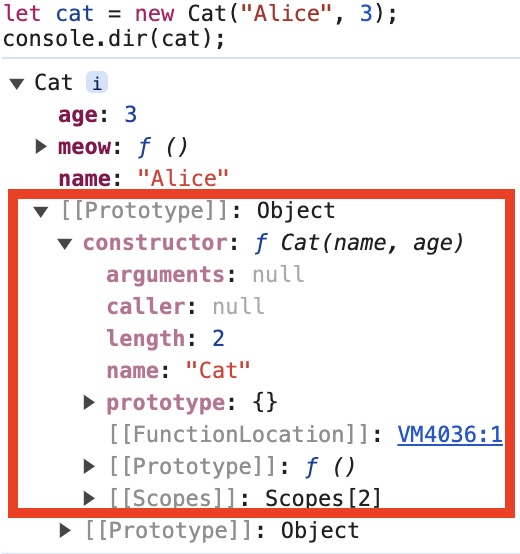 let cat = new Cat("Alice", 3);
console.dir(cat);
▼ Cat i
age: 3
▶ meow: ƒ ()
name: "Alice"
▼ [[Prototype]]: Object
▼ constructor: ƒ Cat(name, age)
arguments: null
caller: null
length: 2
name: "Cat"
▶ prototype: {}
[[FunctionLocation]]: VM4036:1
▶ [[Prototype]]: ƒ ()
▶ [[Scopes]]: Scopes[2]
▶ [[Prototype]]: Object